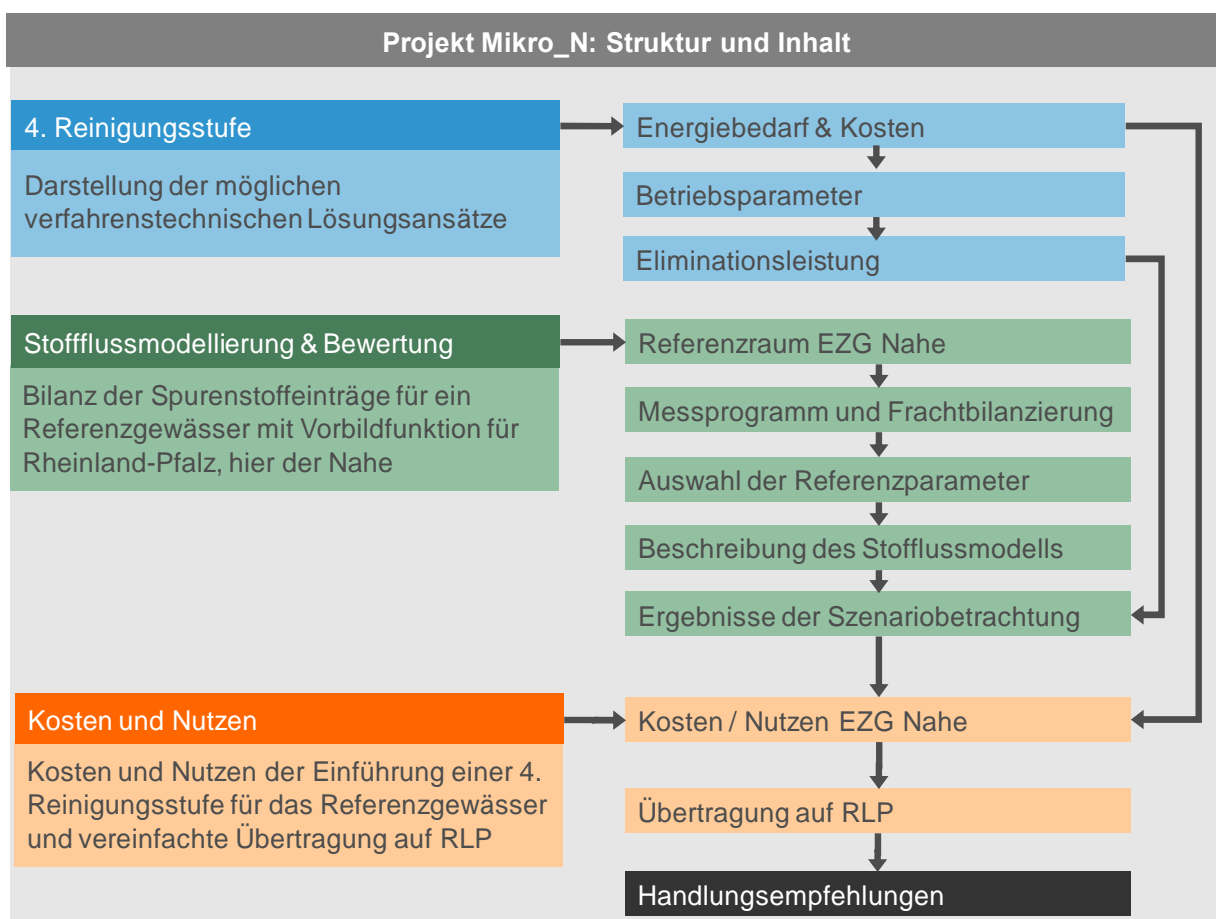 Projekt Mikro_N: Struktur und Inhalt
4. Reinigungsstufe
Darstellung der möglichen
verfahrenstechnischen Lösungsansätze
Energiebedarf & Kosten
Betriebsparameter
Eliminationsleistung
Stoffflussmodellierung & Bewertung
Bilanz der Spurenstoffeinträge für ein
Referenzgewässer mit Vorbildfunktion für
Rheinland-Pfalz, hier der Nahe
Referenzraum EZG Nahe
Messprogramm und Frachtbilanzierung
Auswahl der Referenzparameter
Beschreibung des Stofflussmodells
Ergebnisse der Szenariobetrachtung
Kosten und Nutzen
Kosten und Nutzen der Einführung einer 4.
Reinigungsstufe für das Referenzgewässer
und vereinfachte Übertragung auf RLP
Kosten / Nutzen EZG Nahe
Übertragung auf RLP
Handlungsempfehlungen